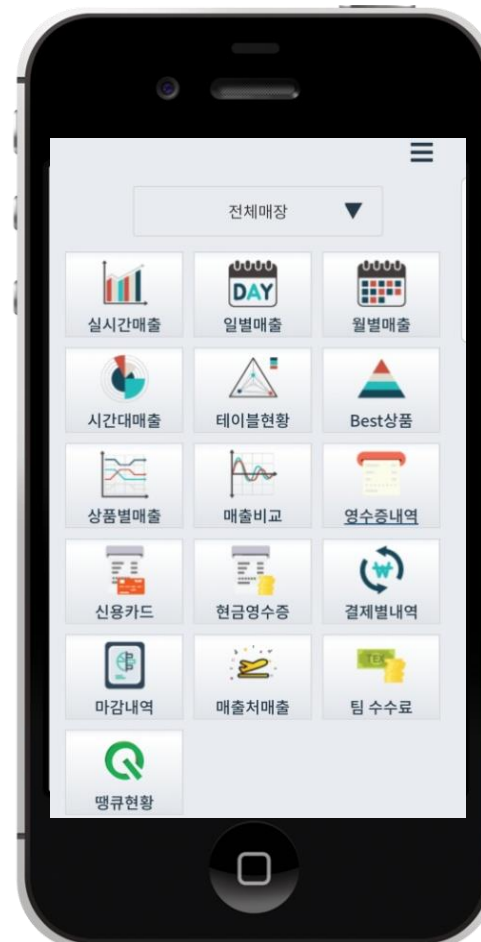 전체매장
실시간매출
DAY
일별매출
월별매출
시간대매출
테이블현황
Best상품
상품별매출
매출비교
영수증내역
신용카드
현금영수증
결제별내역
마감내역
매출처매출
TEX
팀 수수료
땡큐현황